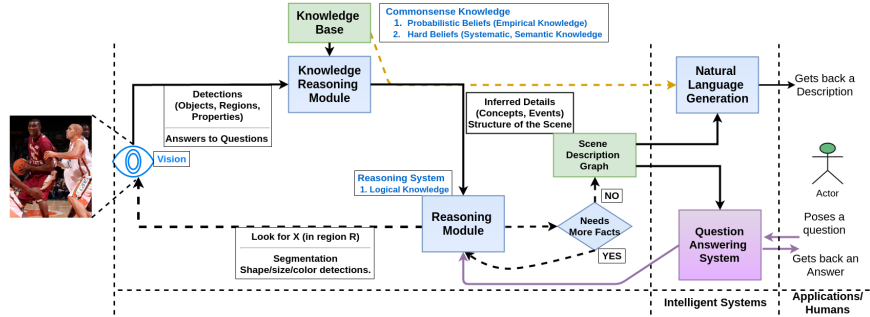 Knowledge
Base
Commonsense Knowledge
1. Probabilistic Beliefs (Empirical Knowledge)
2. Hard Beliefs (Systematic, Semantic Knowledge
Knowledge
Reasoning
Module
Natural
Language
Generation
Gets back a
Description
Detections
(Objects, Regions,
Properties)
Answers to Questions
Inferred Details
(Concepts, Events)
Structure of the Scene
Vision
Scene
Description
Graph
Reasoning System
1. Logical Knowledge
Actor
NO
Reasoning
Module
Needs
More Facts
YES
Question
Answering
System
Poses a
question
Gets back an
Answer
Look for X (in region R)
Segmentation
Shape/size/color detections.
Intelligent Systems
Applications/
Humans